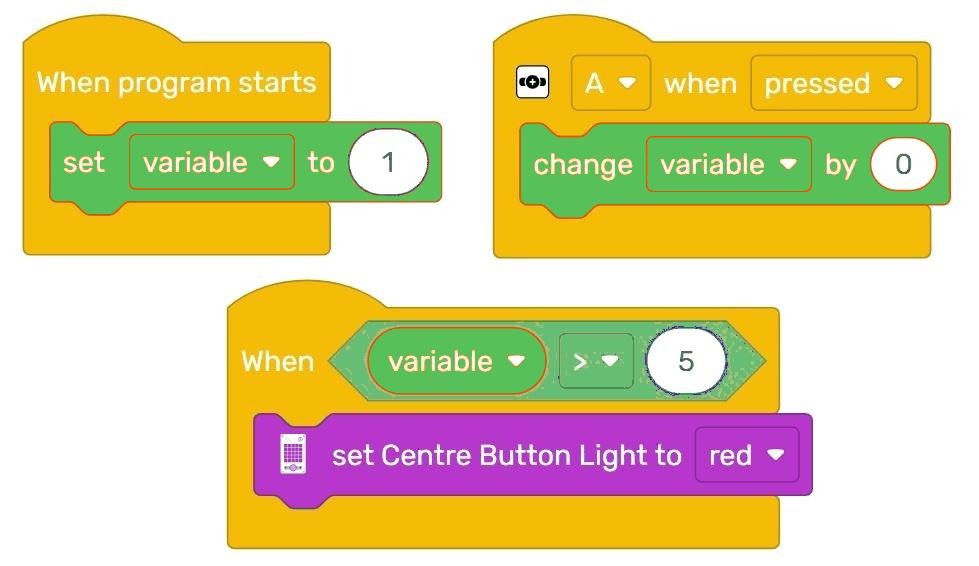 When program starts
set variable to 1
A when pressed
change variable by 0
When variable > 5
set Centre Button Light to red